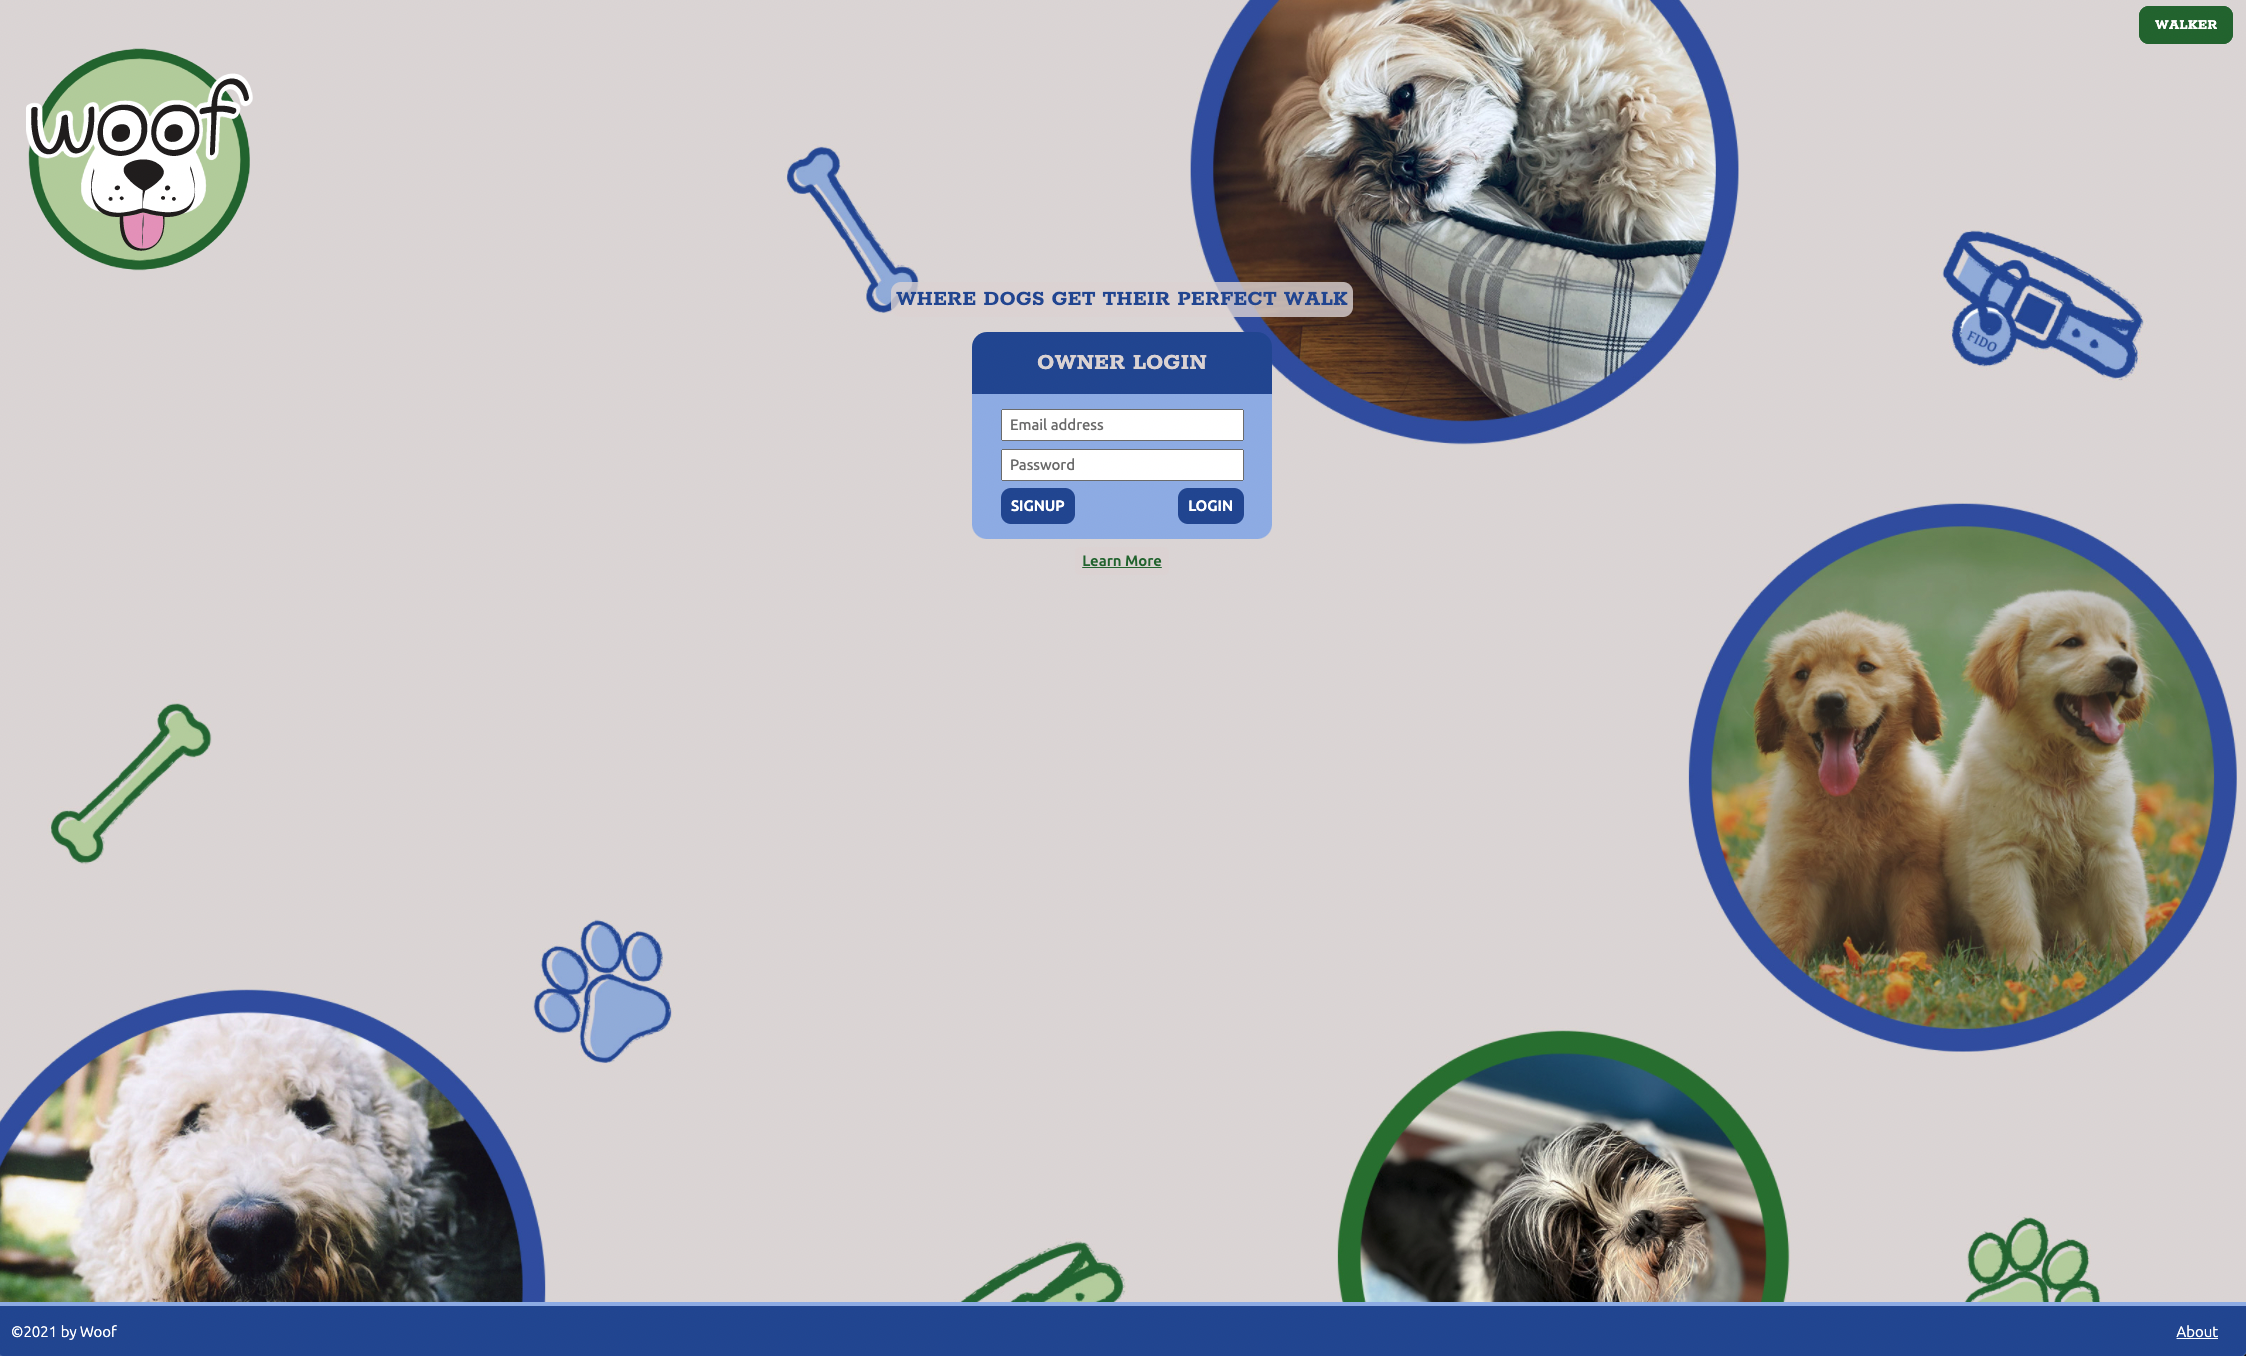 WALKER
woof
WHERE DOGS GET THEIR PERFECT WALK
FIDO
OWNER LOGIN
Email address
Password
SIGNUP
LOGIN
Learn More
©2021 by Woof
About